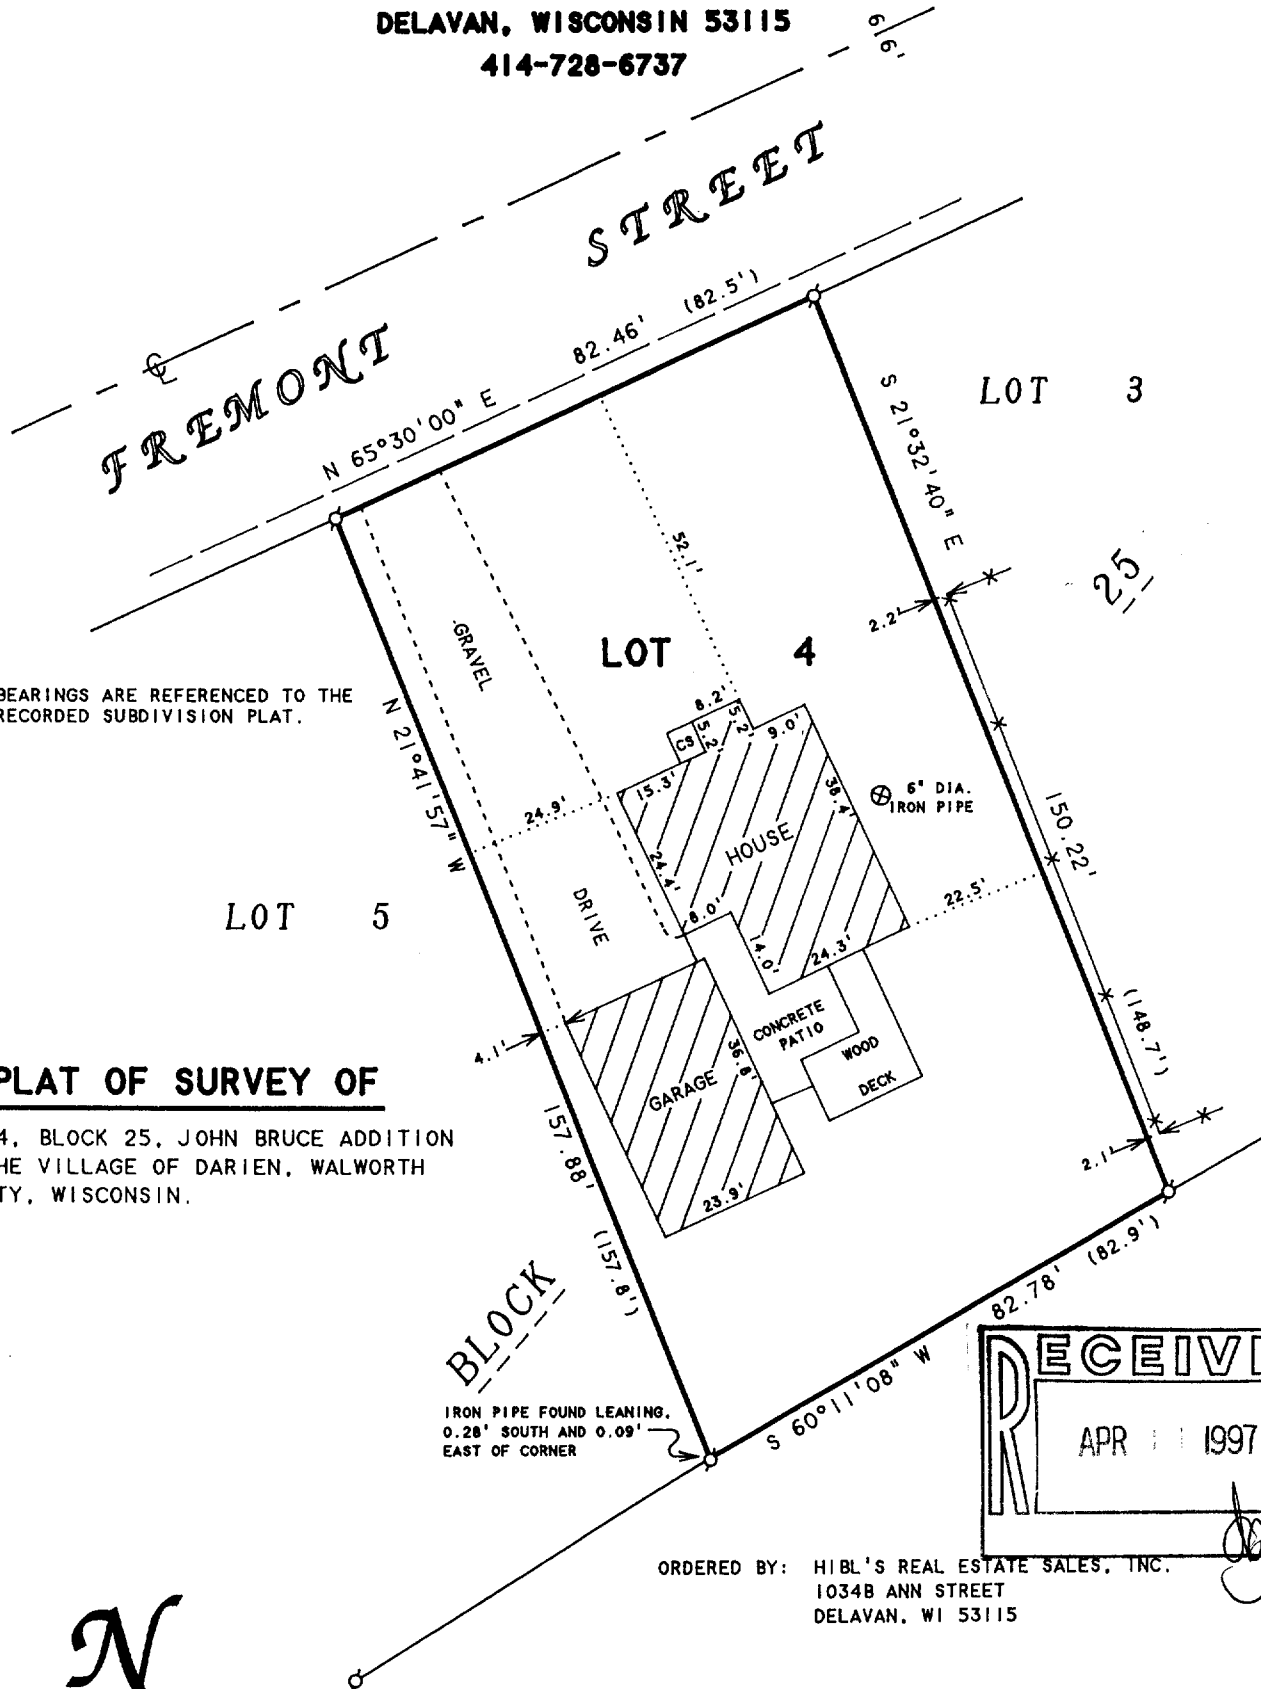 DELAVAN, WISCONSIN 53115
414-728-6737
66'
FREMONT STREET
N 65°30'00" E
82.46' (82.5')
S 21°32'40" E
LOT 3
25
52.1'
2.2'
GRAVEL
LOT 4
BEARINGS ARE REFERENCED TO THE
RECORDED SUBDIVISION PLAT.
N 21°41'57" W
8.2'
5.2'
5.2'
CS
9.0'
15.3'
38.4'
6" DIA.
IRON PIPE
24.9'
HOUSE
150.22'
24.4'
22.5'
DRIVE
8.0'
LOT 5
14.0'
24.3'
(148.7')
CONCRETE
PATIO
4.1'
36.8'
WOOD
DECK
GARAGE
PLAT OF SURVEY OF
4, BLOCK 25, JOHN BRUCE ADDITION
HE VILLAGE OF DARIEN, WALWORTH
TY, WISCONSIN.
157.88'
2.1'
23.9'
(157.8')
82.78' (82.9')
BLOCK
S 60°11'08" W
RECEIV
IRON PIPE FOUND LEANING,
0.28' SOUTH AND 0.09'
EAST OF CORNER
APR 1997
ORDERED BY: HIBL'S REAL ESTATE SALES, INC.
1034B ANN STREET
DELAVAN, WI 53115
N